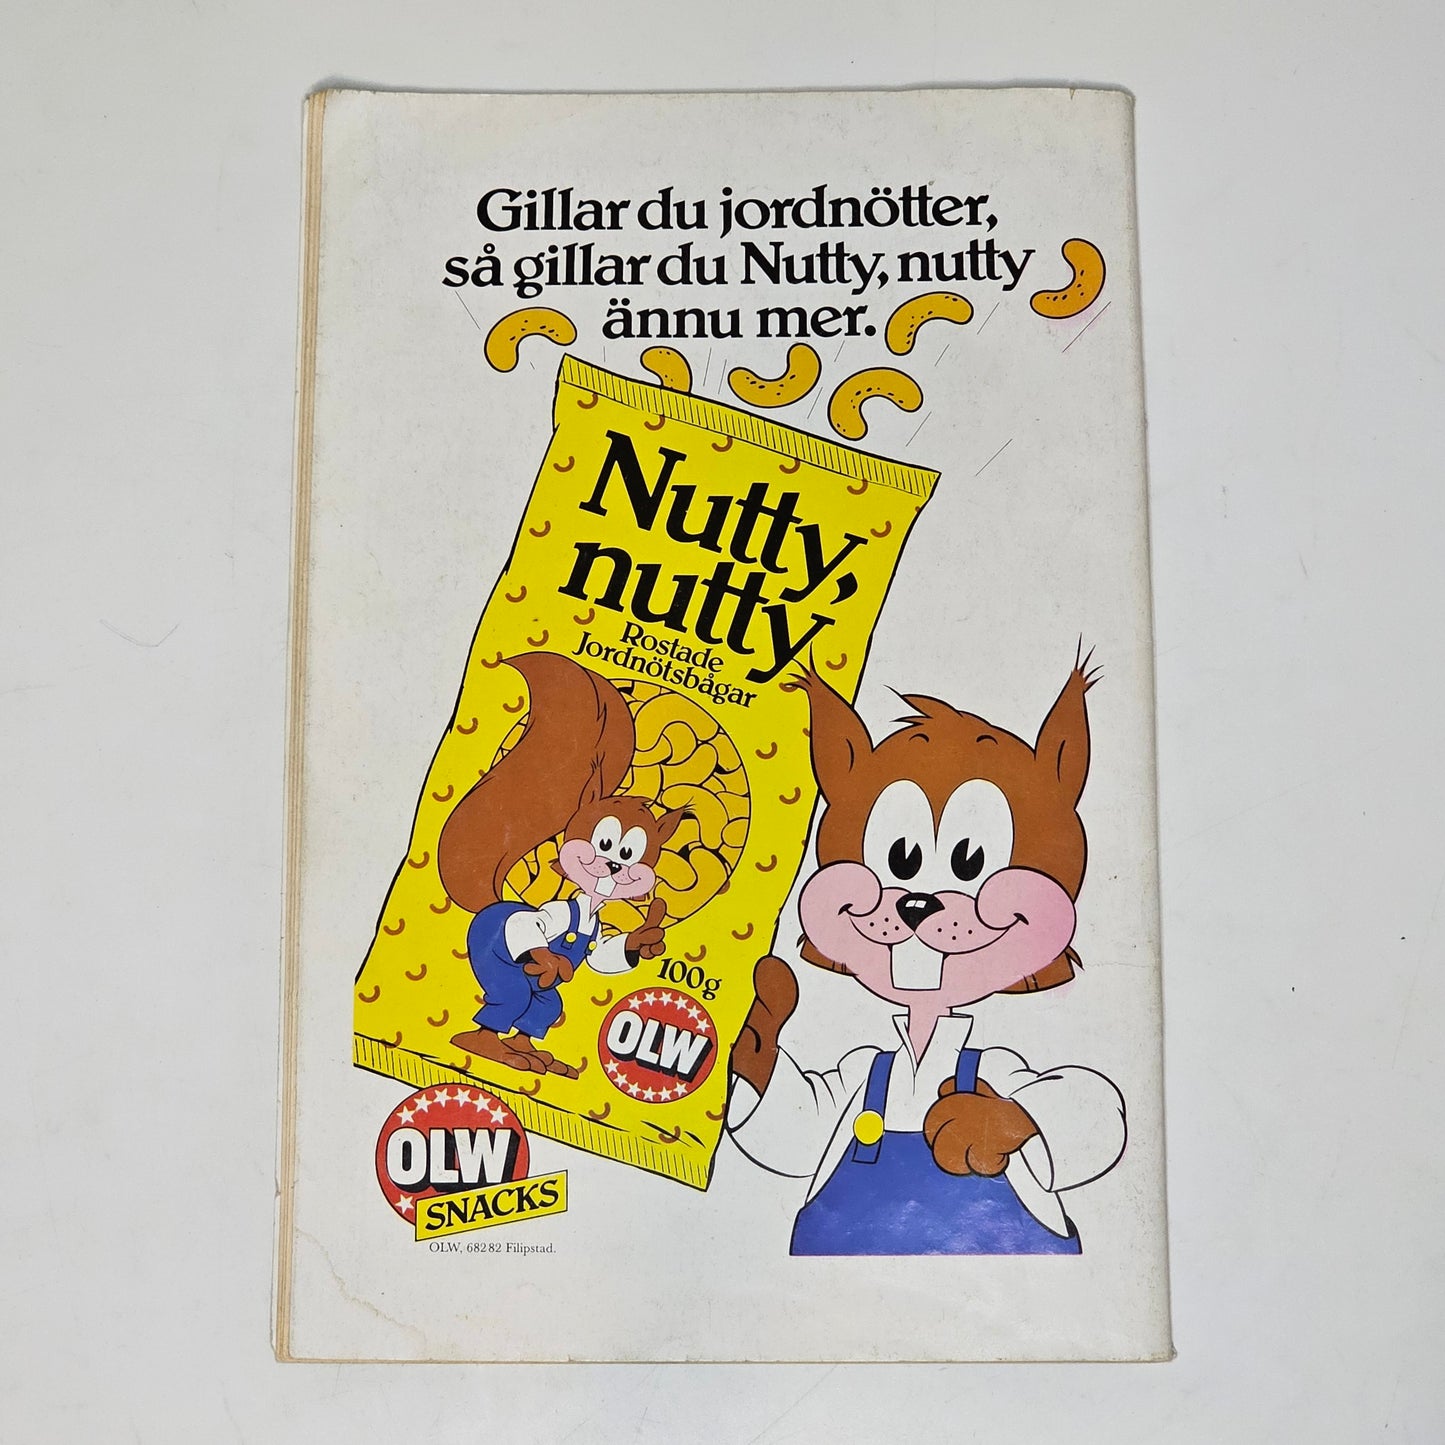 Gillar du jordnötter,
så gillar du Nutty, nutty
ännu mer.
Nutty,
nutty
Rostade
Jordnötsbågar
100g
OLW
OLW
SNACKS
OLW, 682 82 Filipstad.